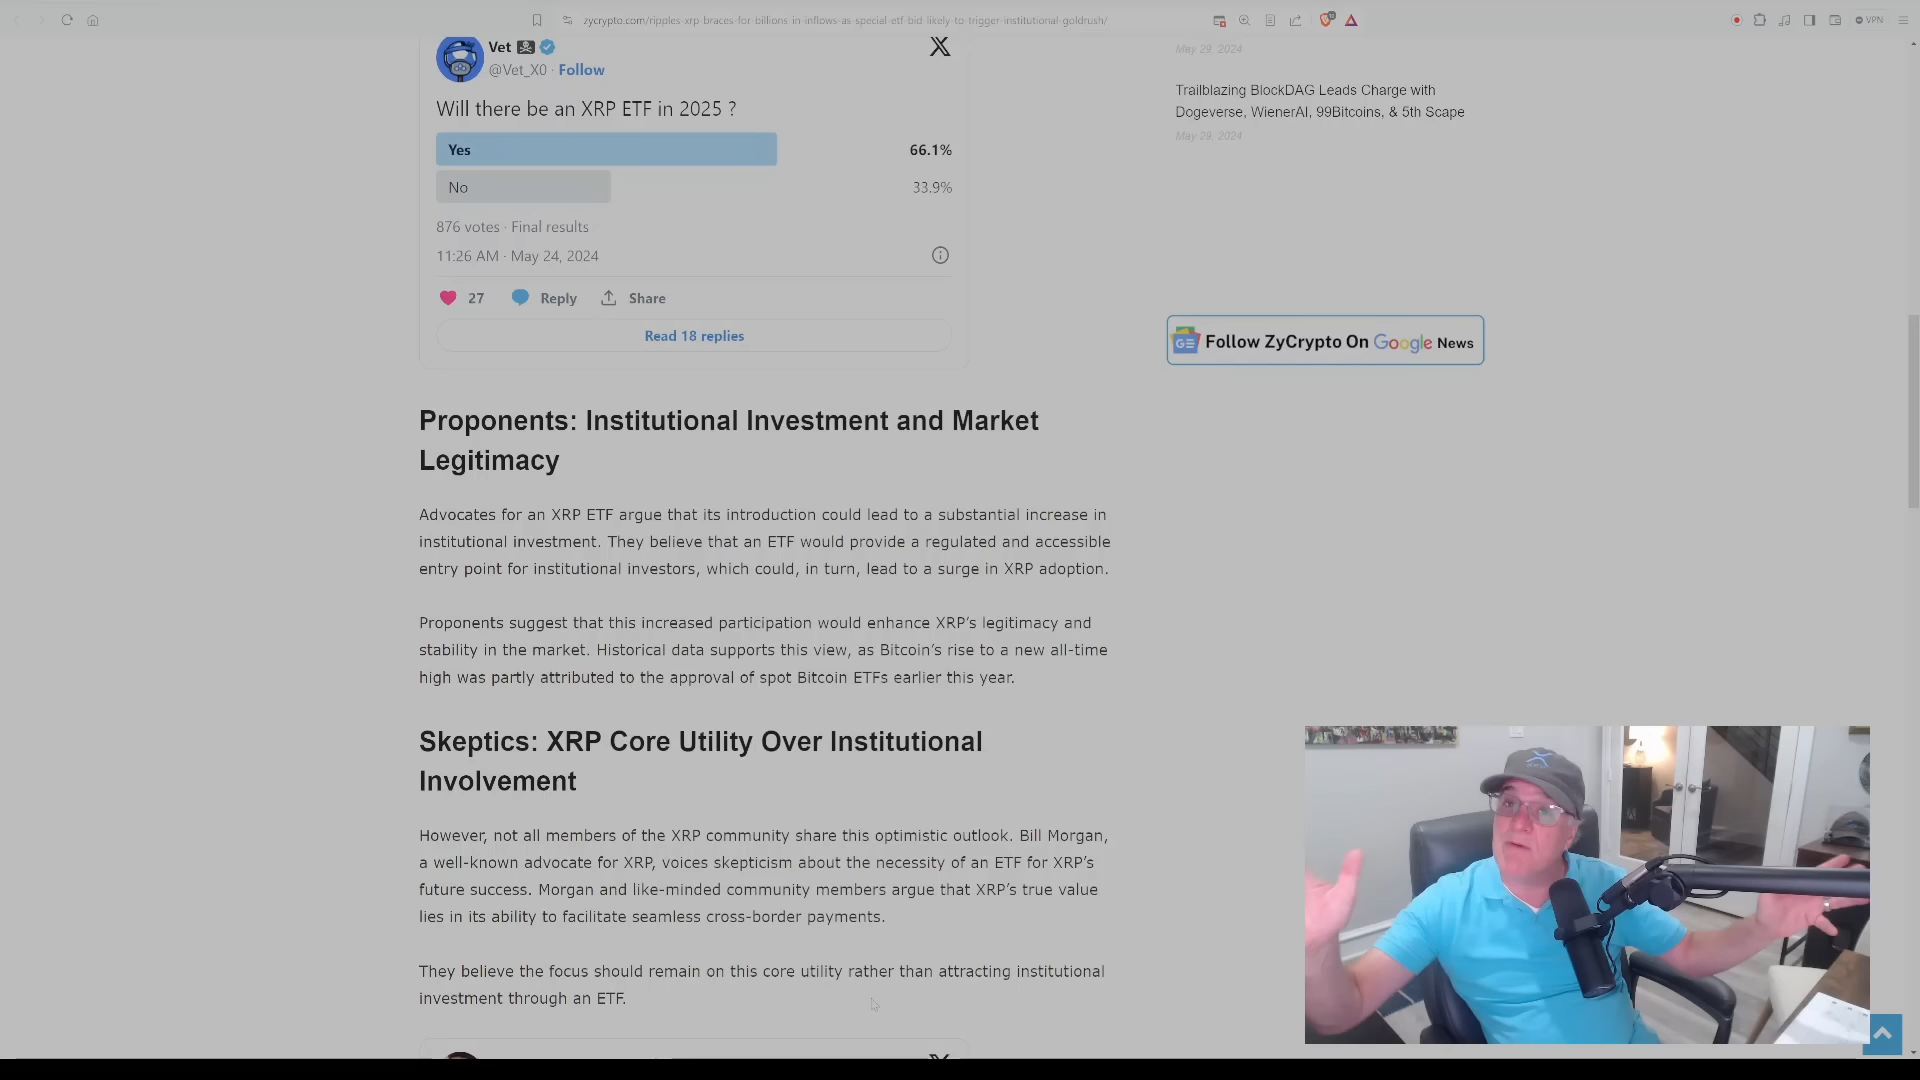 zycrypto.com/ripples-xrp-braces-for-billions-in-inflows-as-special-etf-bid-likely-to-trigger-institutional-goldrush/
VPN
Vet
@Vet_X0 · Follow
Will there be an XRP ETF in 2025 ?
Yes 66.1%
No 33.9%
876 votes · Final results
11:26 AM · May 24, 2024
27 Reply Share
Read 18 replies
Proponents: Institutional Investment and Market
Legitimacy
Advocates for an XRP ETF argue that its introduction could lead to a substantial increase in
institutional investment. They believe that an ETF would provide a regulated and accessible
entry point for institutional investors, which could, in turn, lead to a surge in XRP adoption.
Proponents suggest that this increased participation would enhance XRP’s legitimacy and
stability in the market. Historical data supports this view, as Bitcoin’s rise to a new all-time
high was partly attributed to the approval of spot Bitcoin ETFs earlier this year.
Skeptics: XRP Core Utility Over Institutional
Involvement
However, not all members of the XRP community share this optimistic outlook. Bill Morgan,
a well-known advocate for XRP, voices skepticism about the necessity of an ETF for XRP’s
future success. Morgan and like-minded community members argue that XRP’s true value
lies in its ability to facilitate seamless cross-border payments.
They believe the focus should remain on this core utility rather than attracting institutional
investment through an ETF.
May 29, 2024
Trailblazing BlockDAG Leads Charge with
Dogeverse, WienerAI, 99Bitcoins, & 5th Scape
May 29, 2024
GE Follow ZyCrypto On Google News